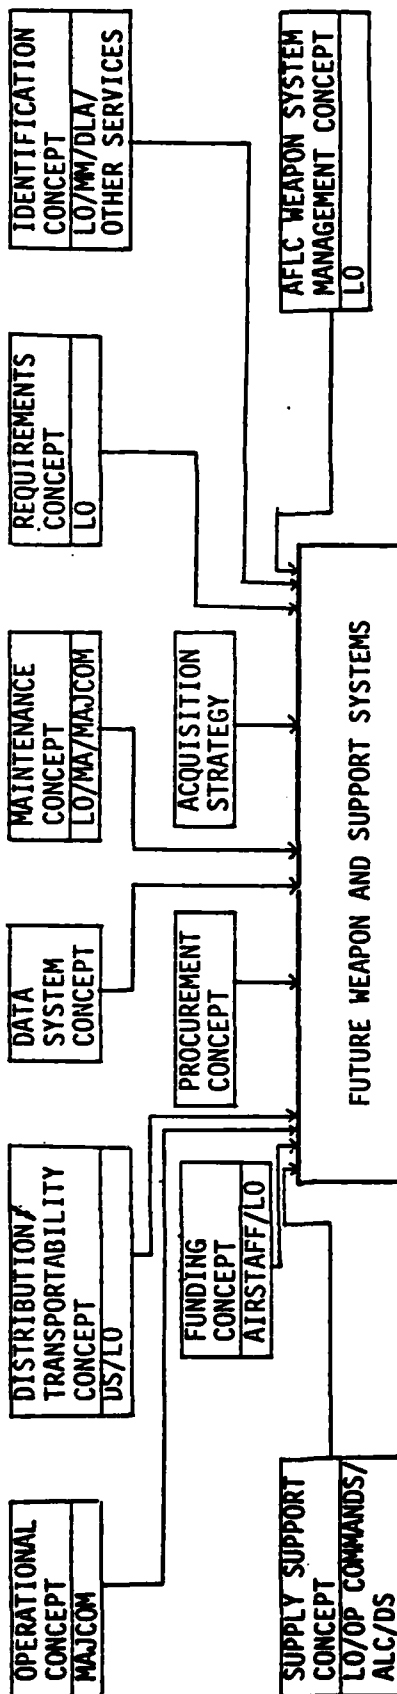 OPERATIONAL
CONCEPT
MAJCOM
DISTRIBUTION/
TRANSPORTABILITY
CONCEPT
DS/LO
DATA
SYSTEM
CONCEPT
MAINTENANCE
CONCEPT
LO/MA/MAJCOM
REQUIREMENTS
CONCEPT
LO
IDENTIFICATION
CONCEPT
LO/MM/DLA/
OTHER SERVICES
FUNDING
CONCEPT
AIRSTAFF/LO
PROCUREMENT
CONCEPT
ACQUISITION
STRATEGY
SUPPLY SUPPORT
CONCEPT
LO/OP COMMANDS/
ALC/DS
FUTURE WEAPON AND SUPPORT SYSTEMS
AFLC WEAPON SYSTEM
MANAGEMENT CONCEPT
LO